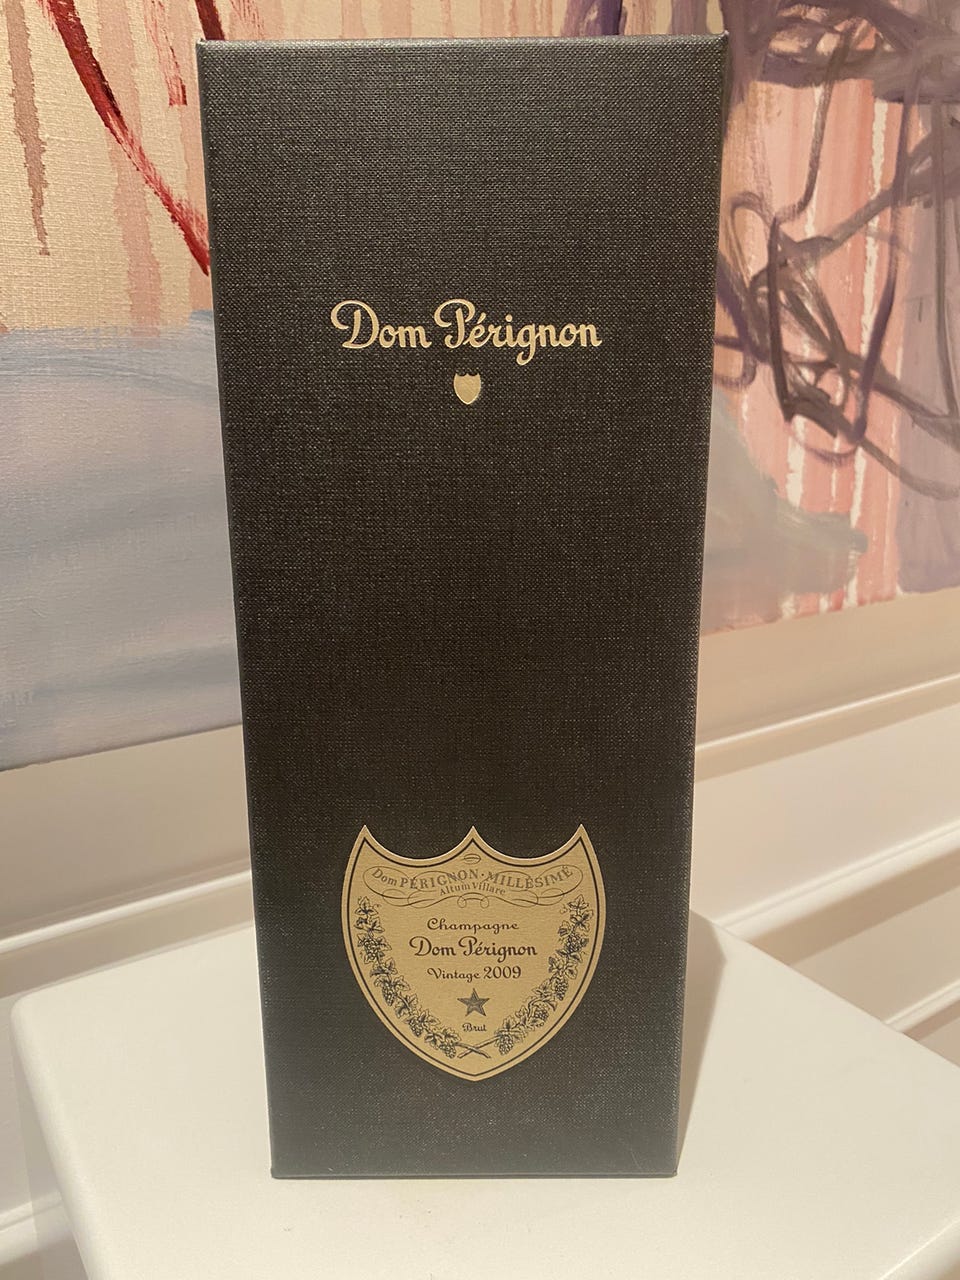 Dom Pérignon
Dom PÉRIGNON·MILLÉSIMÉ
Altum Villare
Champagne
Dom Pérignon
Vintage 2009
Brut